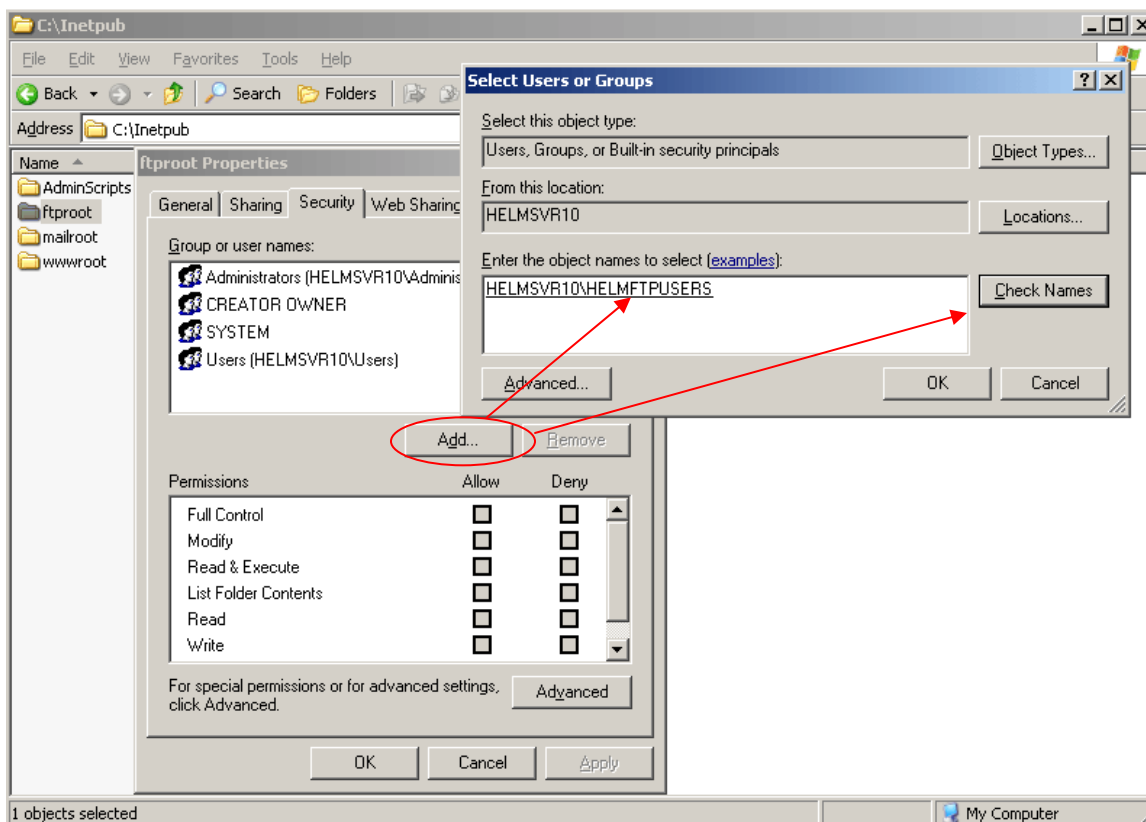 C:\Inetpub
File Edit View Favorites Tools Help
Back Search Folders
Address C:\Inetpub
Name
AdminScripts
ftproot
mailroot
wwwroot
ftproot Properties
General Sharing Security Web Sharing
Group or user names:
Administrators (HELMSVR10\Adminis
CREATOR OWNER
SYSTEM
Users (HELMSVR10\Users)
Add... Remove
Permissions Allow Deny
Full Control
Modify
Read & Execute
List Folder Contents
Read
Write
For special permissions or for advanced settings,
click Advanced.
Advanced
OK Cancel Apply
Select Users or Groups
Select this object type:
Users, Groups, or Built-in security principals
Object Types...
From this location:
HELMSVR10
Locations...
Enter the object names to select (examples):
HELMSVR10\HELMFTPUSERS
Check Names
Advanced...
OK Cancel
1 objects selected
My Computer